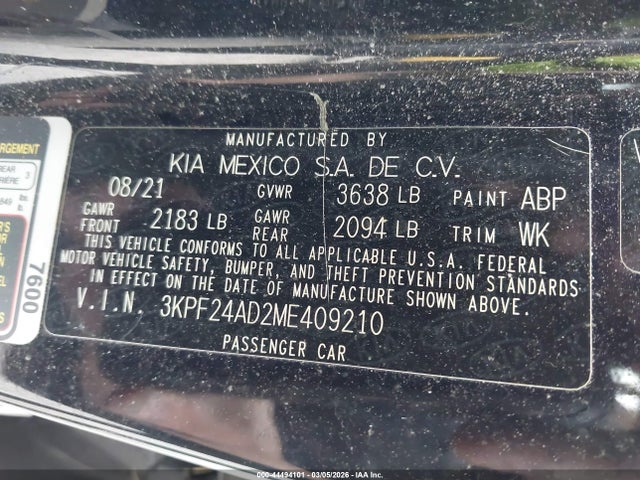 MANUFACTURED BY
KIA MEXICO S.A. DE C.V.
08/21 GVWR 3638 LB PAINT ABP
GAWR FRONT 2183 LB GAWR REAR 2094 LB TRIM WK
THIS VEHICLE CONFORMS TO ALL APPLICABLE U.S.A. FEDERAL
MOTOR VEHICLE SAFETY, BUMPER, AND THEFT PREVENTION STANDARDS
IN EFFECT ON THE DATE OF MANUFACTURE SHOWN ABOVE.
V.I.N. 3KPF24AD2ME409210
PASSENGER CAR
REAR 3
7600
000-44494101 - 03/05/2026 - IAA Inc.